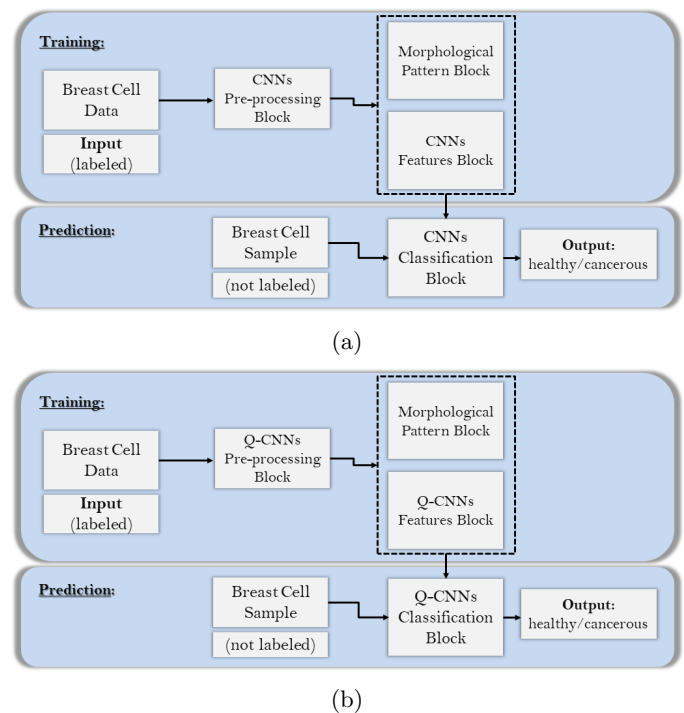 Training:
Breast Cell
Data
Input
(labeled)
CNNs
Pre-processing
Block
Morphological
Pattern Block
CNNs
Features Block
Prediction:
Breast Cell
Sample
(not labeled)
CNNs
Classification
Block
Output:
healthy/cancerous
(a)
Training:
Breast Cell
Data
Input
(labeled)
Q-CNNs
Pre-processing
Block
Morphological
Pattern Block
Q-CNNs
Features Block
Prediction:
Breast Cell
Sample
(not labeled)
Q-CNNs
Classification
Block
Output:
healthy/cancerous
(b)